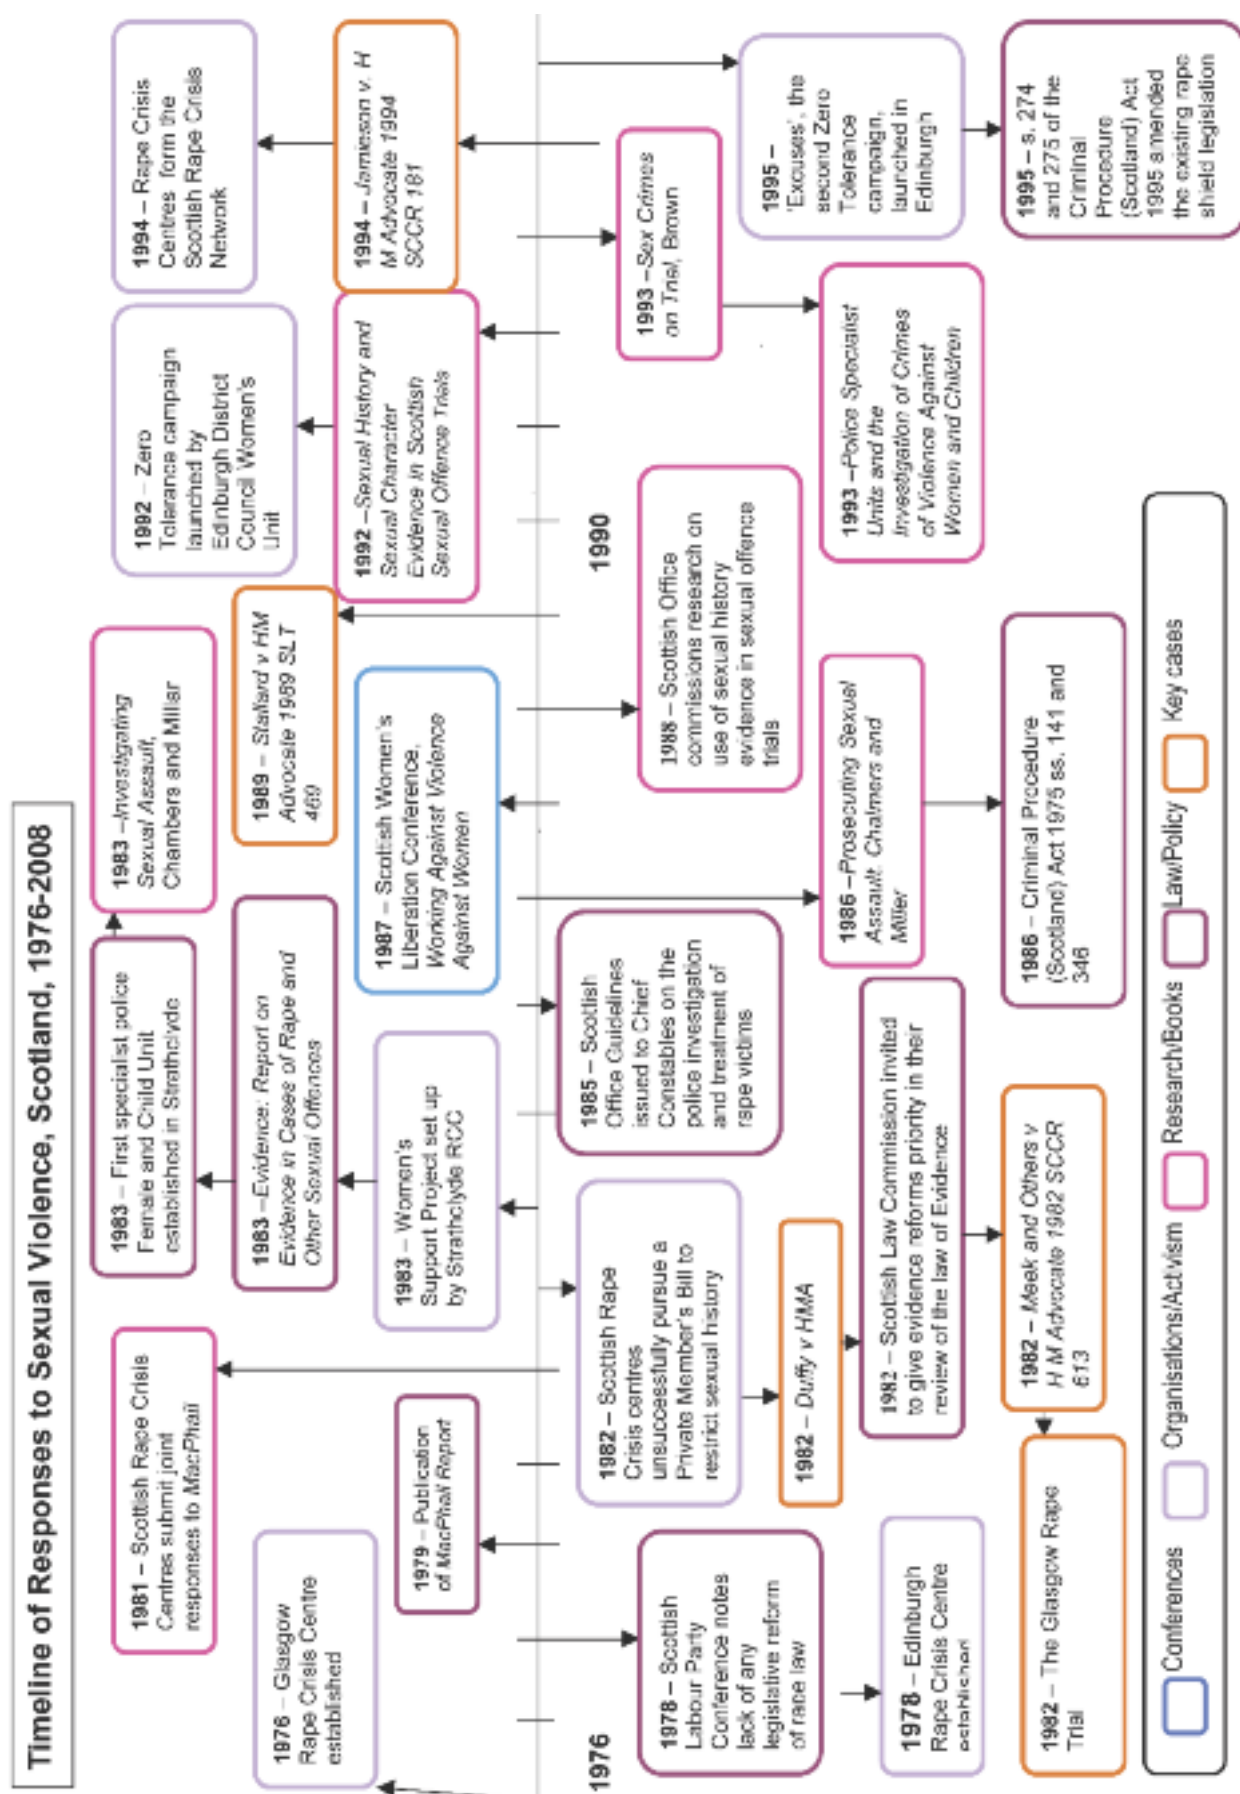 Timeline of Responses to Sexual Violence, Scotland, 1976-2008
1976 – Glasgow
Rape Crisis Centre
established
1981 – Scottish Rape Crisis
Centres submit joint
responses to MacPhail
1979 – Publication
of MacPhail Report
1983 – First specialist police
Female and Child Unit
established in Strathclyde
1983 –Evidence: Report on
Evidence in Cases of Rape and
Other Sexual Offences
1983 – Women's
Support Project set up
by Strathclyde RCC
1983 –Investigating
Sexual Assault,
Chambers and Millar
1989 – Stallard v HM
Advocate 1989 SLT
469
1987 – Scottish Women's
Liberation Conference,
Working Against Violence
Against Women
1992 – Zero
Tolerance campaign
launched by
Edinburgh District
Council Women's
Unit
1992 –Sexual History and
Sexual Character
Evidence in Scottish
Sexual Offence Trials
1994 – Rape Crisis
Centres form the
Scottish Rape Crisis
Network
1994 – Jamieson v. H
M Advocate 1994
SCCR 181
1976
1990
1978 – Scottish
Labour Party
Conference notes
lack of any
legislative reform
of rape law
1978 – Edinburgh
Rape Crisis Centre
established
1982 – Scottish Rape
Crisis centres
unsuccessfully pursue a
Private Member's Bill to
restrict sexual history
1982 – Duffy v HMA
1982 – Scottish Law Commission invited
to give evidence reforms priority in their
review of the law of Evidence
1982 – Meek and Others v
H M Advocate 1982 SCCR
613
1982 – The Glasgow Rape
Trial
1985 – Scottish
Office Guidelines
issued to Chief
Constables on the
police investigation
and treatment of
rape victims
1986 –Prosecuting Sexual
Assault. Chalmers and
Miller
1986 – Criminal Procedure
(Scotland) Act 1975 ss. 141 and
346
1988 – Scottish Office
commissions research on
use of sexual history
evidence in sexual offence
trials
1993 –Sex Crimes
on Trial, Brown
1993 –Police Specialist
Units and the
Investigation of Crimes
of Violence Against
Women and Children
1995 –
'Excuses', the
second Zero
Tolerance
campaign,
launched in
Edinburgh
1995 – s. 274
and 275 of the
Criminal
Procedure
(Scotland) Act
1995 amended
the existing rape
shield legislation
Conferences
Organisations/Activism
Research/Books
Law/Policy
Key cases